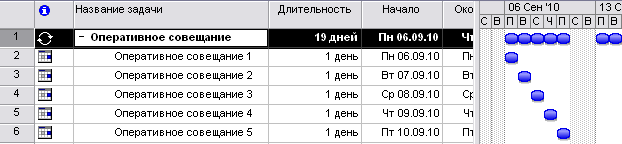 Название задачи Длительность Начало Око 06 Сен '10 13 С
С В П В С Ч П С В П В
1 − Оперативное совещание 19 дней Пн 06.09.10 Чт
2 Оперативное совещание 1 1 день Пн 06.09.10 Пн
3 Оперативное совещание 2 1 день Вт 07.09.10 Вт
4 Оперативное совещание 3 1 день Ср 08.09.10 Ср
5 Оперативное совещание 4 1 день Чт 09.09.10 Чт
6 Оперативное совещание 5 1 день Пт 10.09.10 Пт